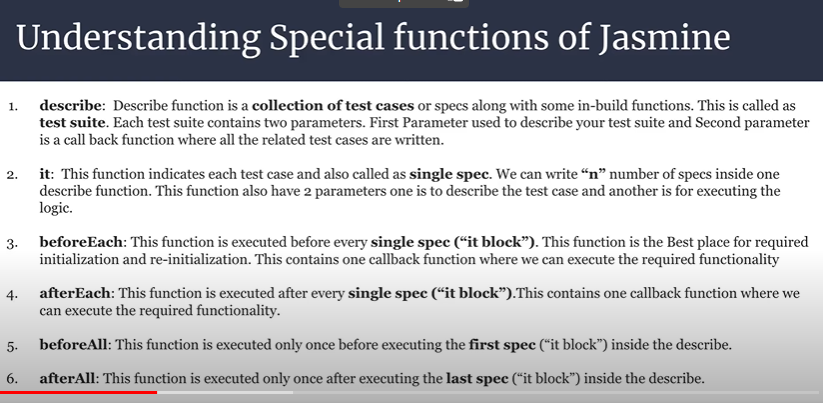 Understanding Special functions of Jasmine
1. describe: Describe function is a collection of test cases or specs along with some in-build functions. This is called as
test suite. Each test suite contains two parameters. First Parameter used to describe your test suite and Second parameter
is a call back function where all the related test cases are written.
2. it: This function indicates each test case and also called as single spec. We can write “n” number of specs inside one
describe function. This function also have 2 parameters one is to describe the test case and another is for executing the
logic.
3. beforeEach: This function is executed before every single spec (“it block”). This function is the Best place for required
initialization and re-initialization. This contains one callback function where we can execute the required functionality
4. afterEach: This function is executed after every single spec (“it block”).This contains one callback function where we
can execute the required functionality.
5. beforeAll: This function is executed only once before executing the first spec (“it block”) inside the describe.
6. afterAll: This function is executed only once after executing the last spec (“it block”) inside the describe.